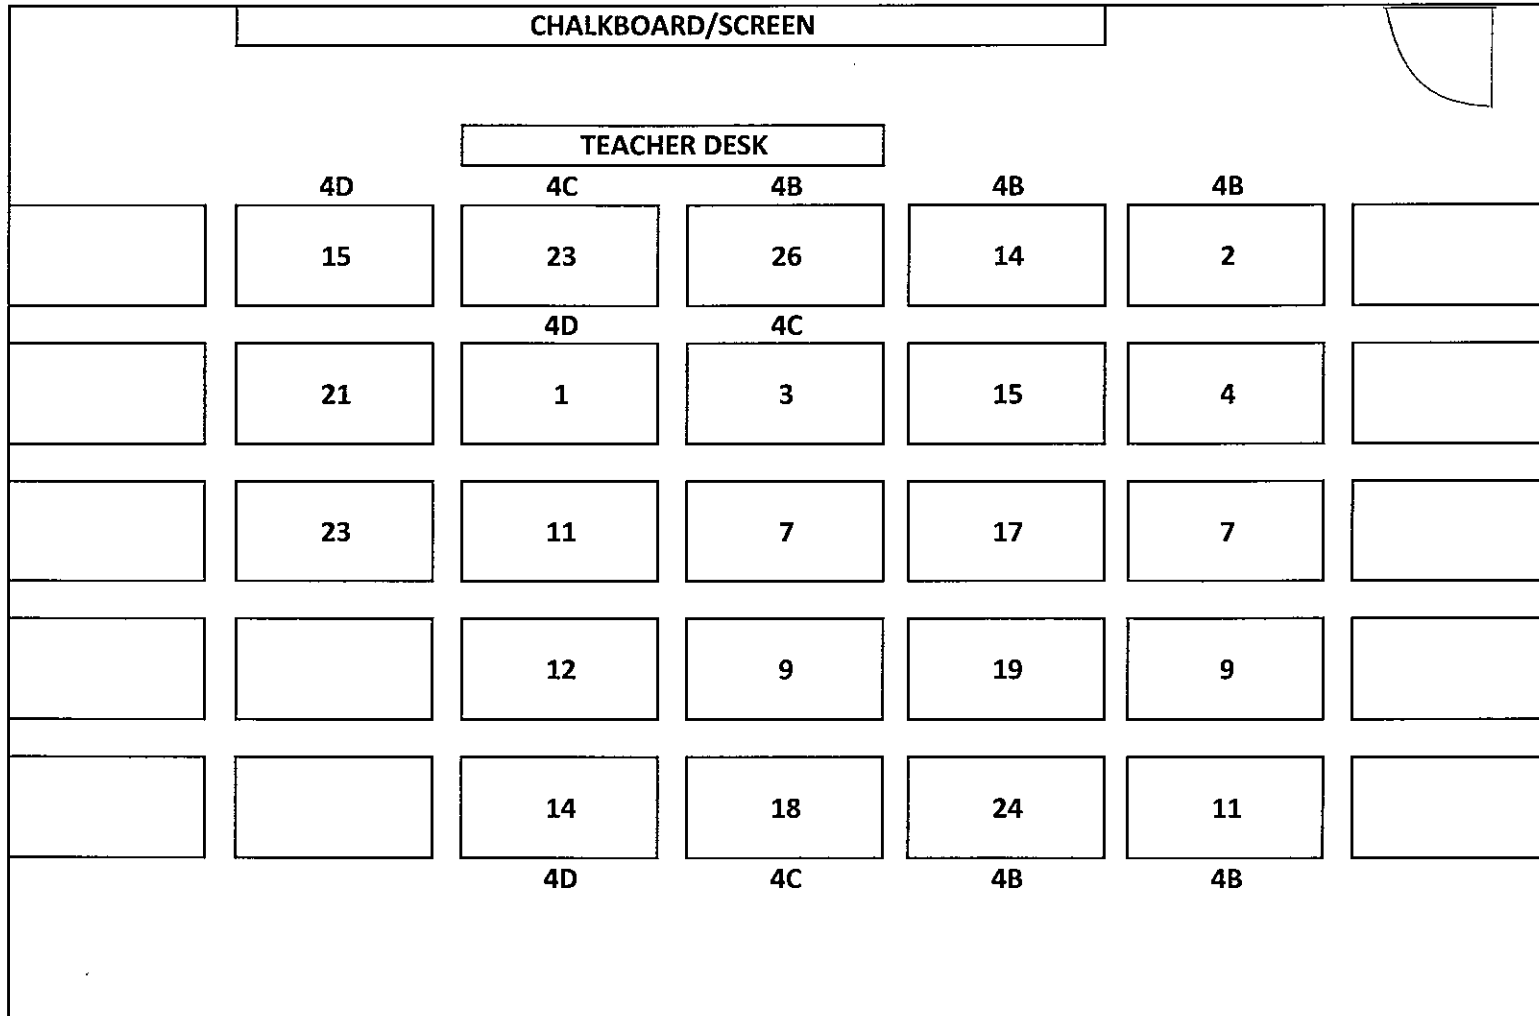 CHALKBOARD/SCREEN
TEACHER DESK
4D 4C 4B 4B 4B
15 23 26 14 2
4D 4C
21 1 3 15 4
23 11 7 17 7
12 9 19 9
14 18 24 11
4D 4C 4B 4B